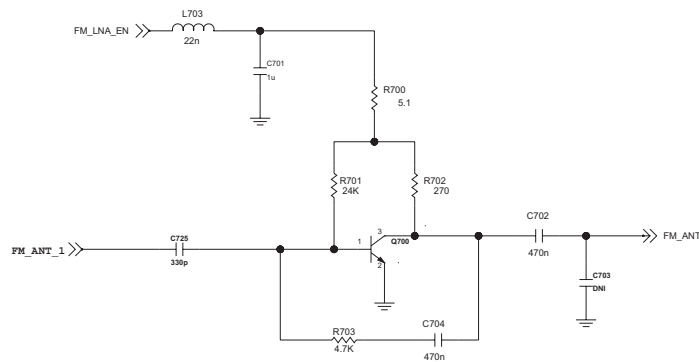 L703
FM_LNA_EN
22n
C701
1u
R700
5.1
R701
24K
R702
270
C702
C725
3
Q700
1
FM_ANT_1
FM_ANT
330p
2
470n
C703
DNI
R703
C704
4.7K
470n